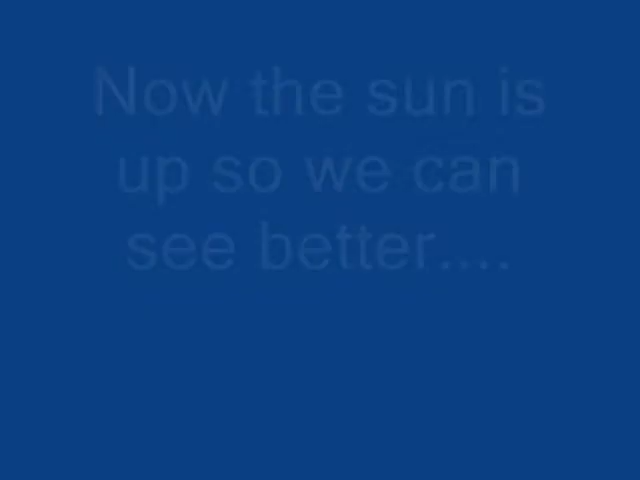 Now the sun is
up so we can
see better....